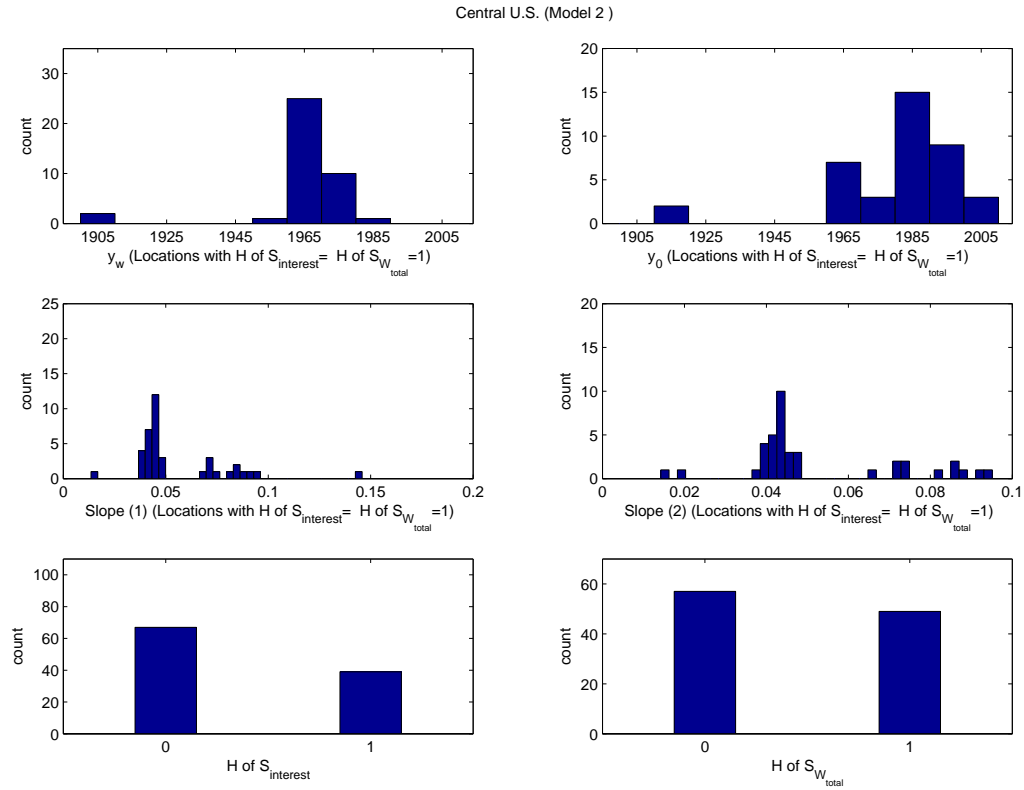 Central U.S. (Model 2 )
30
20
10
0
count
1905 1925 1945 1965 1985 2005
y_w (Locations with H of S_interest= H of S_W_total =1)
20
15
10
5
0
count
1905 1925 1945 1965 1985 2005
y_0 (Locations with H of S_interest= H of S_W_total =1)
25
20
15
10
5
0
count
0 0.05 0.1 0.15 0.2
Slope (1) (Locations with H of S_interest= H of S_W_total =1)
20
15
10
5
0
count
0 0.02 0.04 0.06 0.08 0.1
Slope (2) (Locations with H of S_interest= H of S_W_total =1)
100
80
60
40
20
0
count
0 1
H of S_interest
60
40
20
0
count
0 1
H of S_W_total